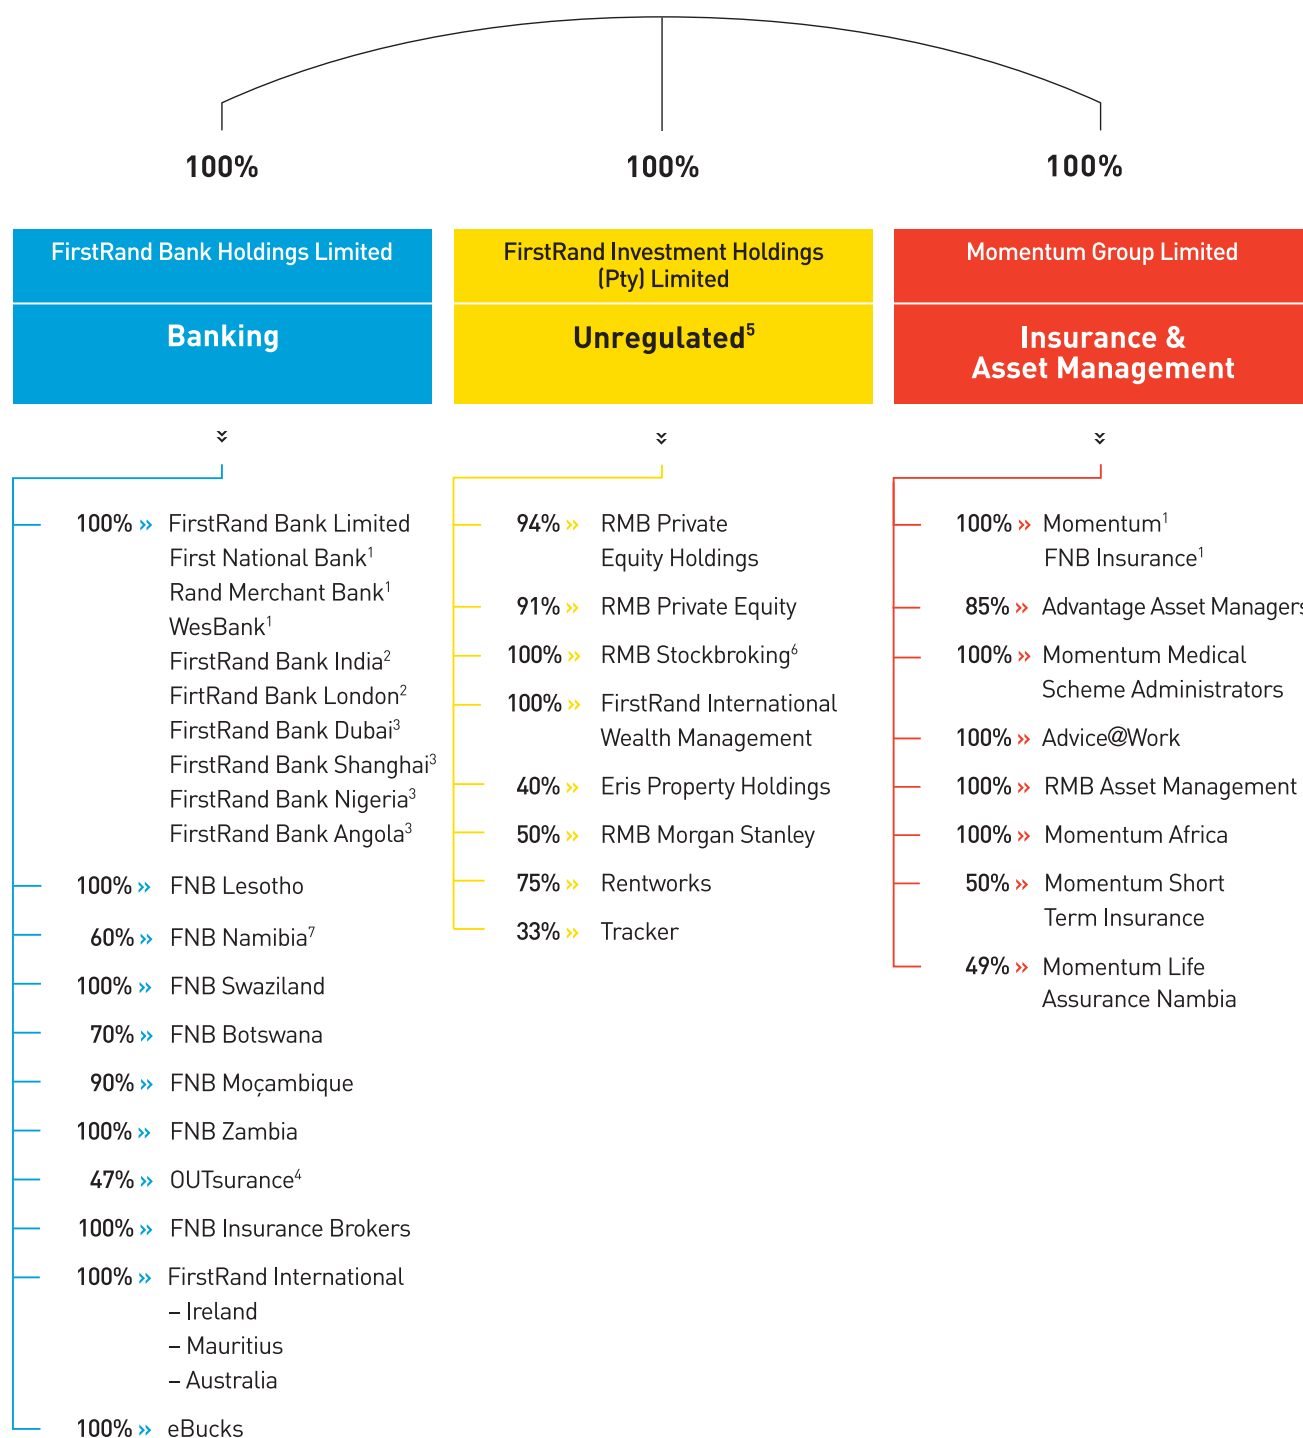 100%
100%
100%
FirstRand Bank Holdings Limited
Banking
FirstRand Investment Holdings
(Pty) Limited
Unregulated⁵
Momentum Group Limited
Insurance &
Asset Management
100% » FirstRand Bank Limited
First National Bank¹
Rand Merchant Bank¹
WesBank¹
FirstRand Bank India²
FirtRand Bank London²
FirstRand Bank Dubai³
FirstRand Bank Shanghai³
FirstRand Bank Nigeria³
FirstRand Bank Angola³
100% » FNB Lesotho
60% » FNB Namibia⁷
100% » FNB Swaziland
70% » FNB Botswana
90% » FNB Moçambique
100% » FNB Zambia
47% » OUTsurance⁴
100% » FNB Insurance Brokers
100% » FirstRand International
– Ireland
– Mauritius
– Australia
100% » eBucks
94% » RMB Private
Equity Holdings
91% » RMB Private Equity
100% » RMB Stockbroking⁶
100% » FirstRand International
Wealth Management
40% » Eris Property Holdings
50% » RMB Morgan Stanley
75% » Rentworks
33% » Tracker
100% » Momentum¹
FNB Insurance¹
85% » Advantage Asset Managers
100% » Momentum Medical
Scheme Administrators
100% » Advice@Work
100% » RMB Asset Management
100% » Momentum Africa
50% » Momentum Short
Term Insurance
49% » Momentum Life
Assurance Nambia